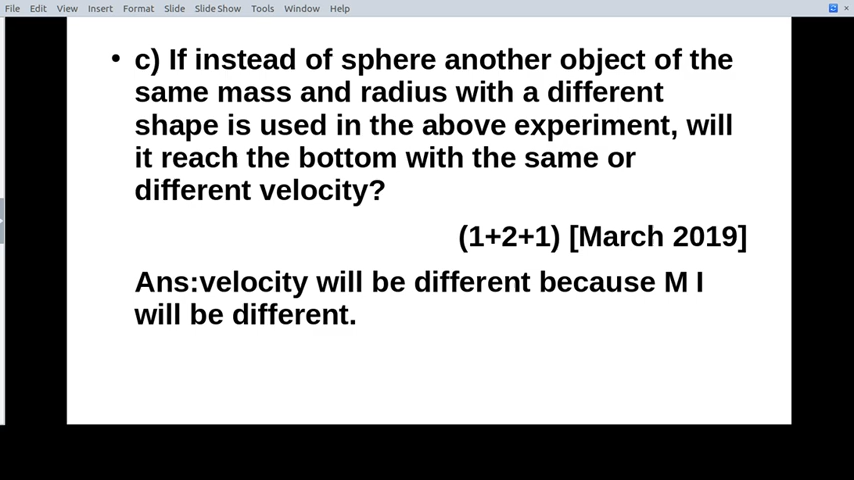 File Edit View Insert Format Slide Slide Show Tools Window Help
• c) If instead of sphere another object of the
same mass and radius with a different
shape is used in the above experiment, will
it reach the bottom with the same or
different velocity?
(1+2+1) [March 2019]
Ans:velocity will be different because M I
will be different.